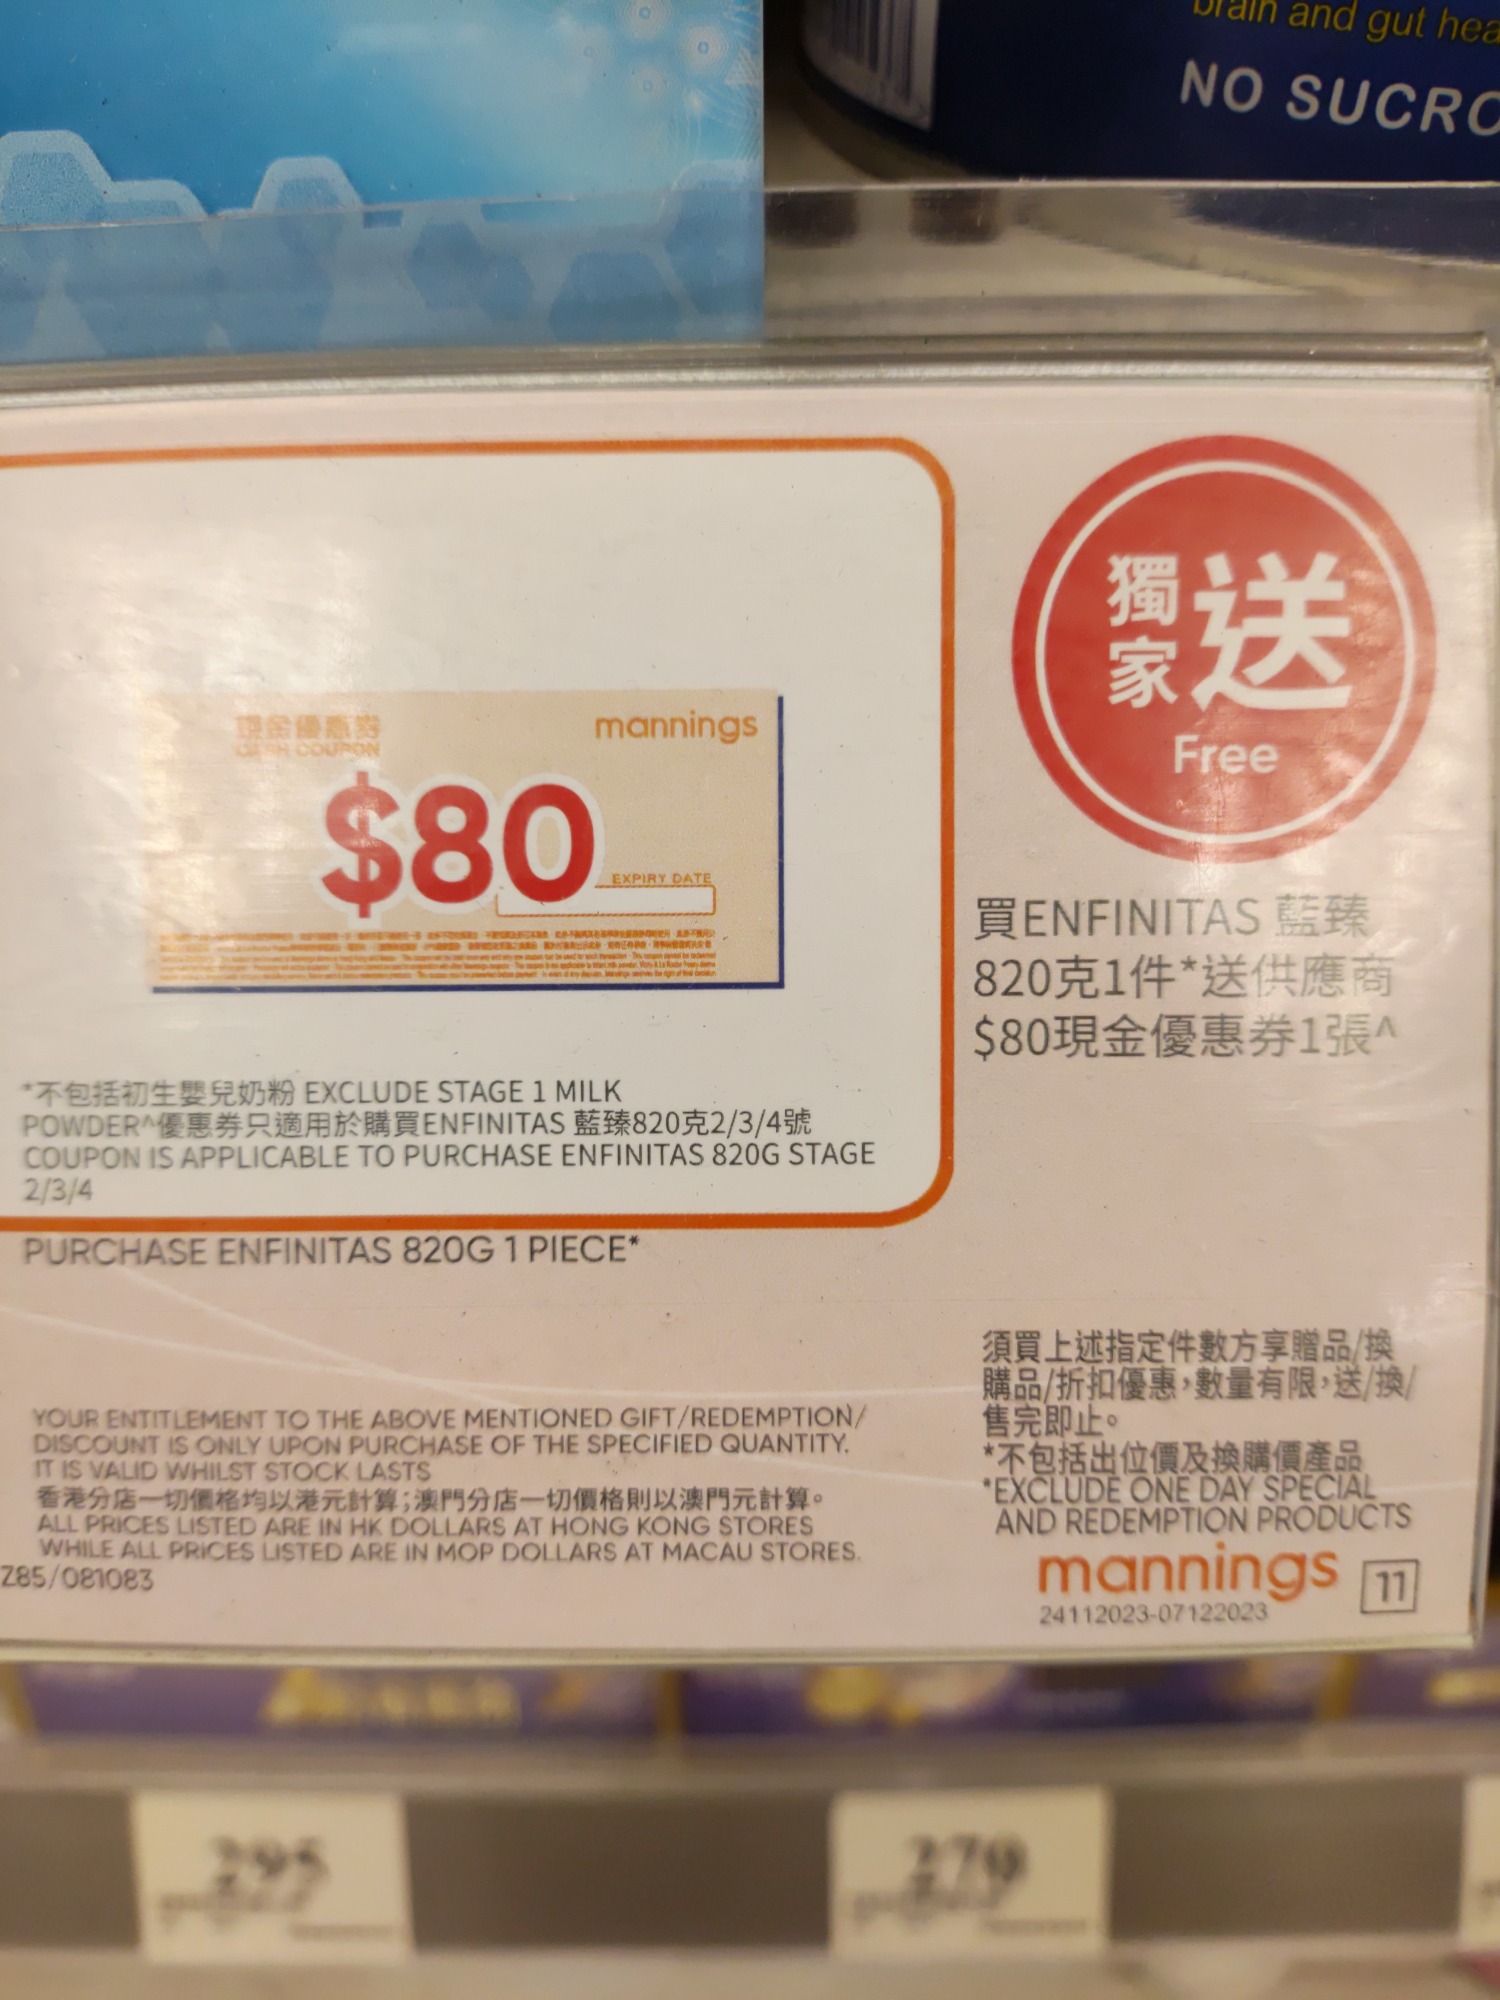 brain and gut hea
NO SUCRO
獨家送
Free
現金優惠券
CASH COUPON
mannings
$80
EXPIRY DATE
買ENFINITAS 藍臻
820克1件*送供應商
$80現金優惠券1張^
*不包括初生嬰兒奶粉 EXCLUDE STAGE 1 MILK
POWDER^優惠券只適用於購買ENFINITAS 藍臻820克2/3/4號
COUPON IS APPLICABLE TO PURCHASE ENFINITAS 820G STAGE
2/3/4
PURCHASE ENFINITAS 820G 1 PIECE*
須買上述指定件數方享贈品/換
購品/折扣優惠,數量有限,送/換/
售完即止。
*不包括出位價及換購價產品
*EXCLUDE ONE DAY SPECIAL
AND REDEMPTION PRODUCTS
YOUR ENTITLEMENT TO THE ABOVE MENTIONED GIFT/REDEMPTION/
DISCOUNT IS ONLY UPON PURCHASE OF THE SPECIFIED QUANTITY.
IT IS VALID WHILST STOCK LASTS
香港分店一切價格均以港元計算;澳門分店一切價格則以澳門元計算。
ALL PRICES LISTED ARE IN HK DOLLARS AT HONG KONG STORES
WHILE ALL PRICES LISTED ARE IN MOP DOLLARS AT MACAU STORES.
Z85/081083
mannings
11
24112023-07122023
295
279